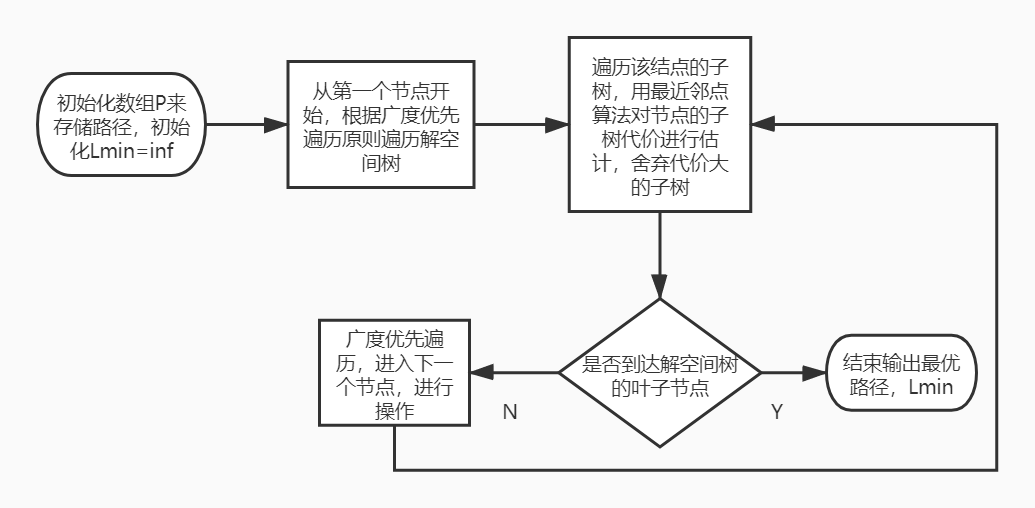 初始化数组P来
存储路径，初始
化Lmin=inf
从第一个节点开
始，根据广度优先
遍历原则遍历解空
间树
遍历该结点的子
树，用最近邻点
算法对节点的子
树代价进行估
计，舍弃代价大
的子树
是否到达解空间树
的叶子节点
N
Y
广度优先遍
历，进入下一
个节点，进行
操作
结束输出最优
路径，Lmin